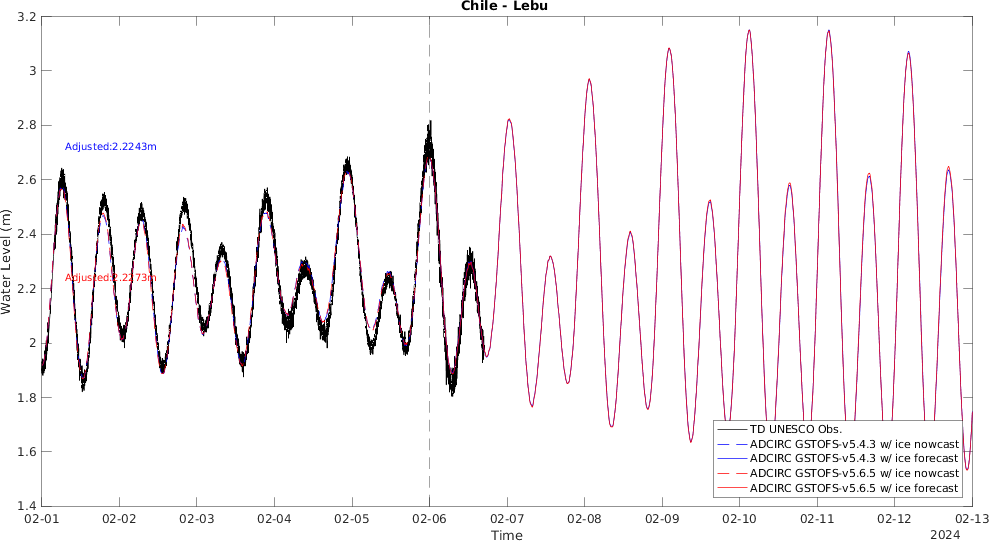 Chile - Lebu
3.2
3
2.8
2.6
2.4
2.2
2
1.8
1.6
1.4
Water Level (m)
Adjusted:2.2243m
Adjusted:2.2273m
TD UNESCO Obs.
ADCIRC GSTOFS-v5.4.3 w/ ice nowcast
ADCIRC GSTOFS-v5.4.3 w/ ice forecast
ADCIRC GSTOFS-v5.6.5 w/ ice nowcast
ADCIRC GSTOFS-v5.6.5 w/ ice forecast
02-01 02-02 02-03 02-04 02-05 02-06 02-07 02-08 02-09 02-10 02-11 02-12 02-13
Time
2024